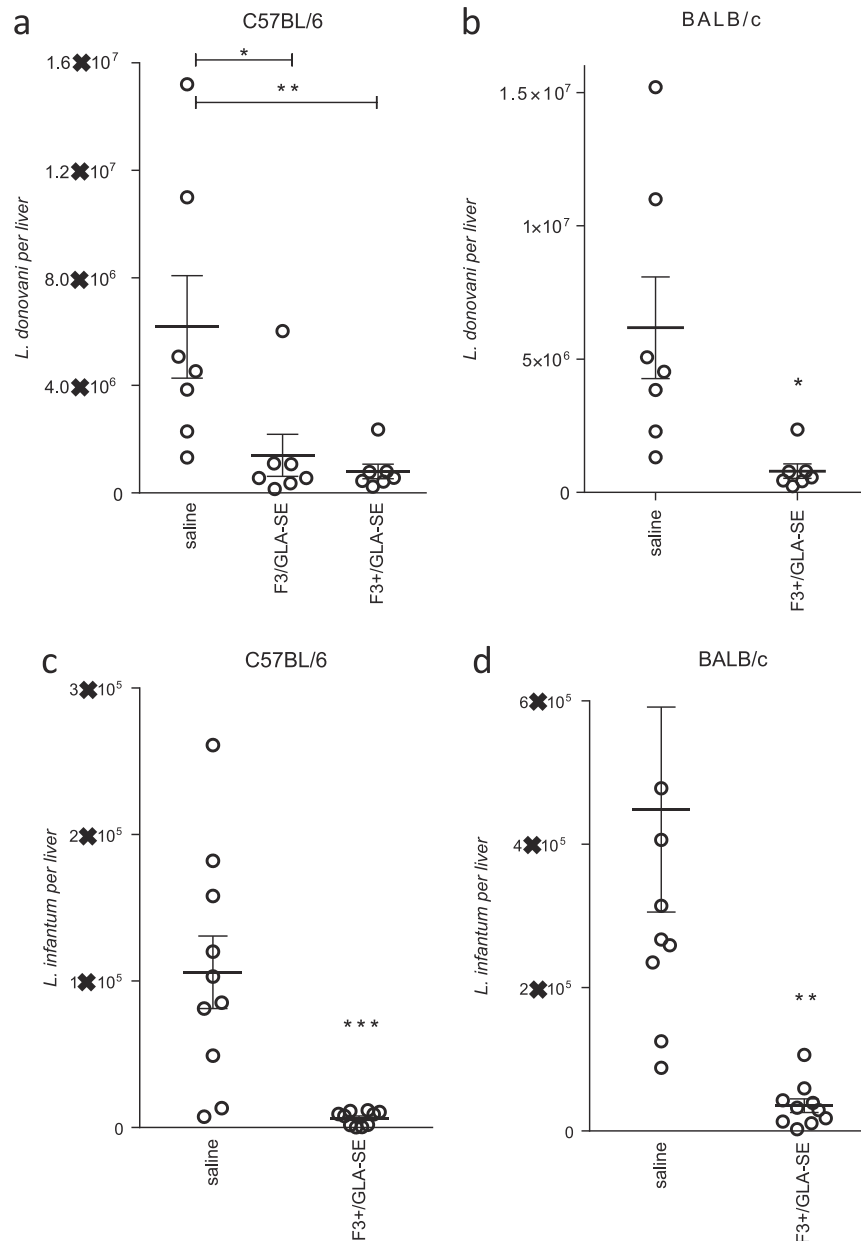 a
C57BL/6
1.6✖10⁷
1.2✖10⁷
8.0✖10⁶
4.0✖10⁶
0
L. donovani per liver
*
**
saline
F3/GLA-SE
F3+/GLA-SE
b
BALB/c
1.5×10⁷
1×10⁷
5×10⁶
0
L. donovani per liver
*
saline
F3+/GLA-SE
c
C57BL/6
3✖10⁵
2✖10⁵
1✖10⁵
0
L. infantum per liver
***
saline
F3+/GLA-SE
d
BALB/c
6✖10⁵
4✖10⁵
2✖10⁵
0
L. infantum per liver
**
saline
F3+/GLA-SE